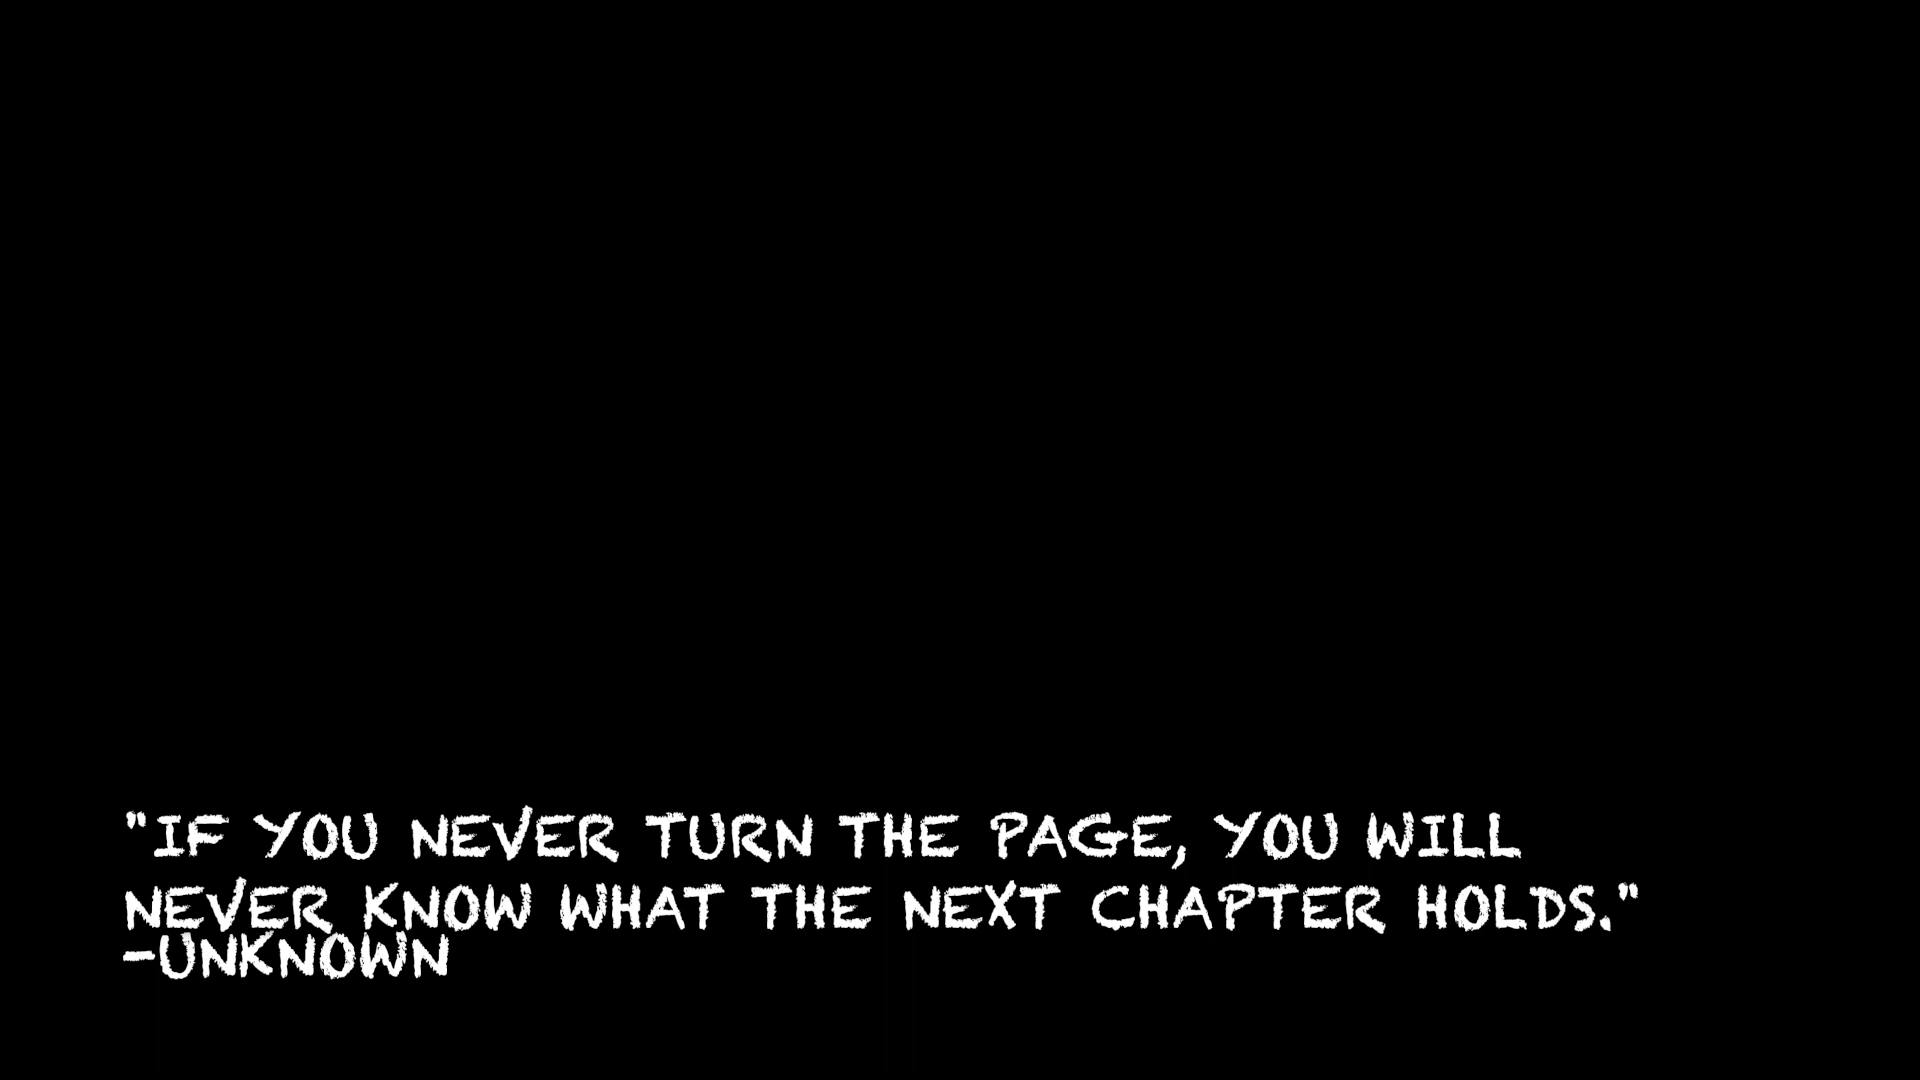 "IF YOU NEVER TURN THE PAGE, YOU WILL
NEVER KNOW WHAT THE NEXT CHAPTER HOLDS."
-UNKNOWN